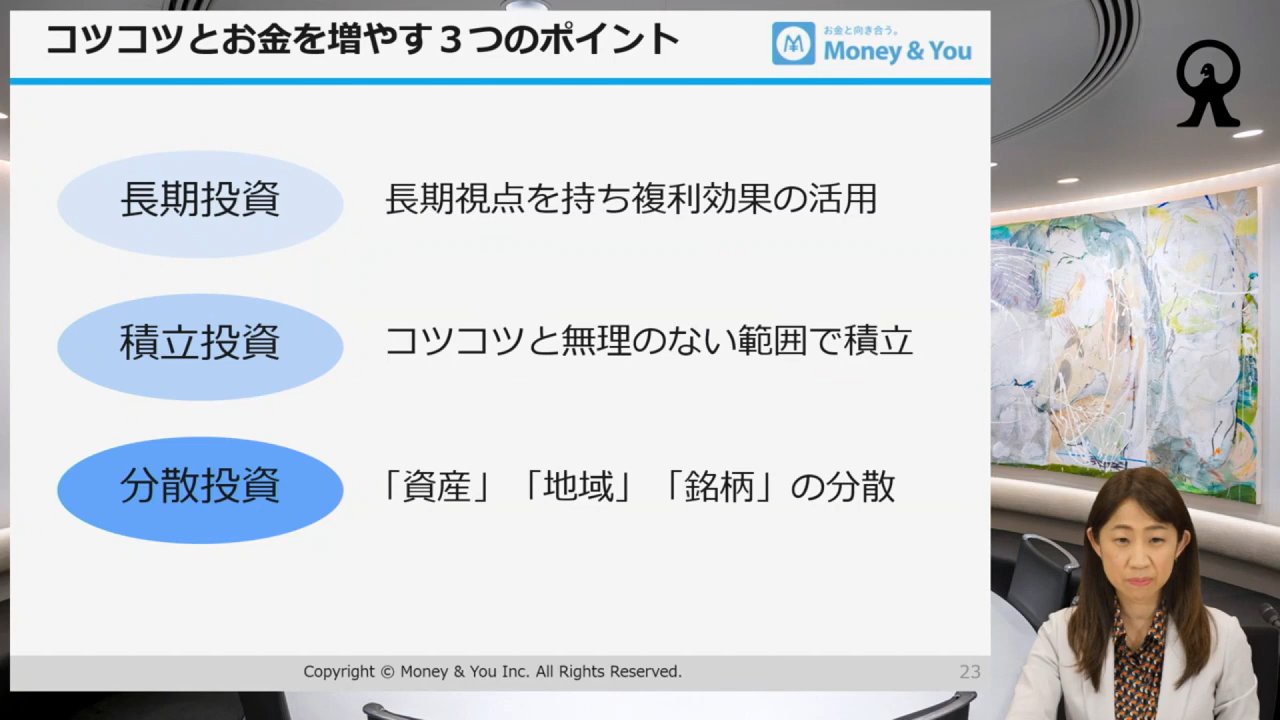 コツコツとお金を増やす３つのポイント
お金と向き合う。
Money & You
長期投資
長期視点を持ち複利効果の活用
積立投資
コツコツと無理のない範囲で積立
分散投資
「資産」「地域」「銘柄」の分散
Copyright © Money & You Inc. All Rights Reserved.
23